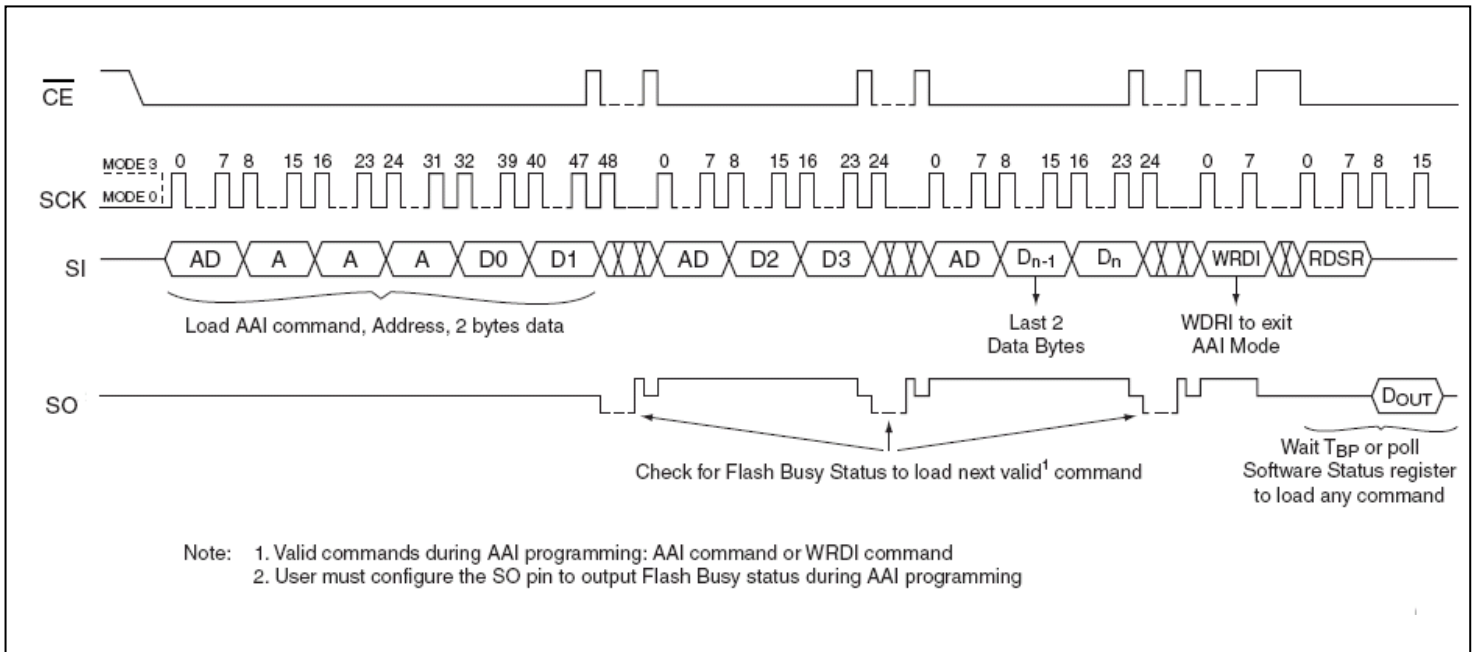 CE
MODE 3 0 7 8 15 16 23 24 31 32 39 40 47 48 0 7 8 15 16 23 24 0 7 8 15 16 23 24 0 7 0 7 8 15
SCK MODE 0
SI AD A A A D0 D1 AD D2 D3 AD Dn-1 Dn WRDI RDSR
Load AAI command, Address, 2 bytes data
Last 2
Data Bytes
WDRI to exit
AAI Mode
SO DOUT
Check for Flash Busy Status to load next valid1 command
Wait TBP or poll
Software Status register
to load any command
Note: 1. Valid commands during AAI programming: AAI command or WRDI command
2. User must configure the SO pin to output Flash Busy status during AAI programming